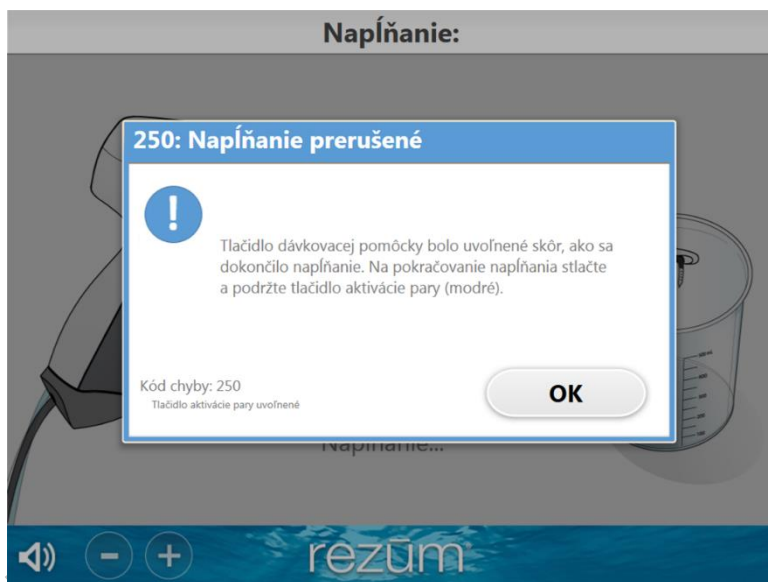 Napĺňanie:
250: Napĺňanie prerušené
Tlačidlo dávkovacej pomôcky bolo uvoľnené skôr, ako sa
dokončilo napĺňanie. Na pokračovanie napĺňania stlačte
a podržte tlačidlo aktivácie pary (modré).
Kód chyby: 250
Tlačidlo aktivácie pary uvoľnené
OK
Napĺňanie...
rezūm